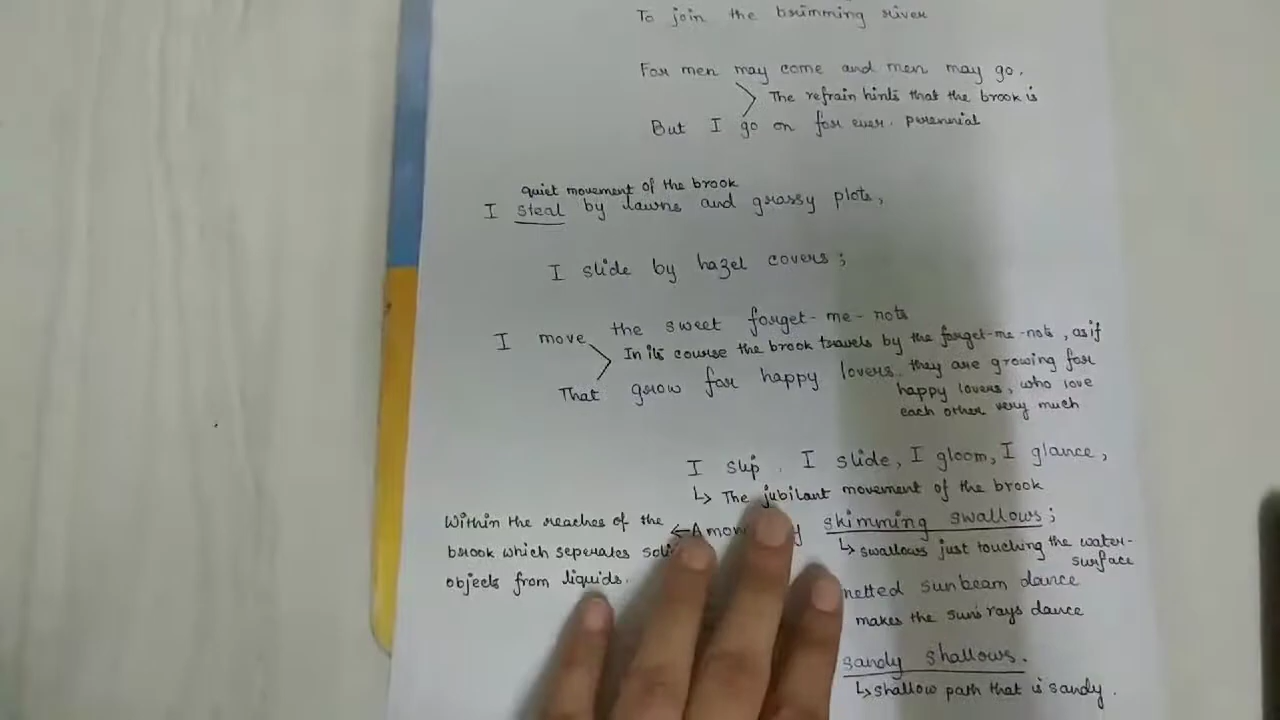 To join the brimming river
For men may come and men may go.
The refrain hints that the brook is
But I go on for ever. perennial
quiet movement of the brook
I steal by lawns and grassy plots,
I slide by hazel covers;
I move the sweet forget-me-nots
In its course the brook travels by the forget-me-nots, as if
That grow for happy lovers. they are growing for
happy lovers, who love
each other very much
I slip, I slide, I gloom, I glance,
↳ The jubilant movement of the brook
Within the reaches of the
brook which seperates
objects from liquids.
skimming swallows;
↳ swallows just touching the water-
surface
netted sunbeam dance
makes the sun's rays dance
sandy shallows.
↳ shallow path that is sandy.